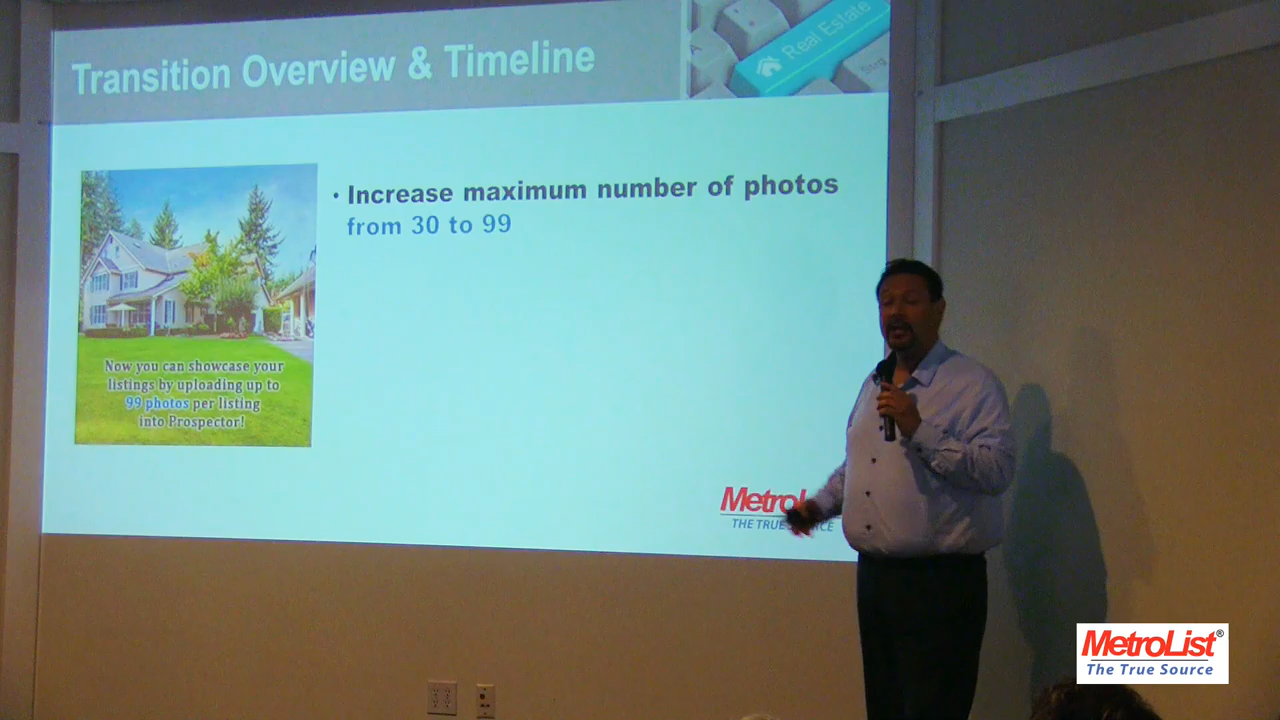 Transition Overview & Timeline
Real Estate
• Increase maximum number of photos
from 30 to 99
Now you can showcase your
listings by uploading up to
99 photos per listing
into Prospector!
Metro
THE TRUE SOURCE
MetroList®
The True Source